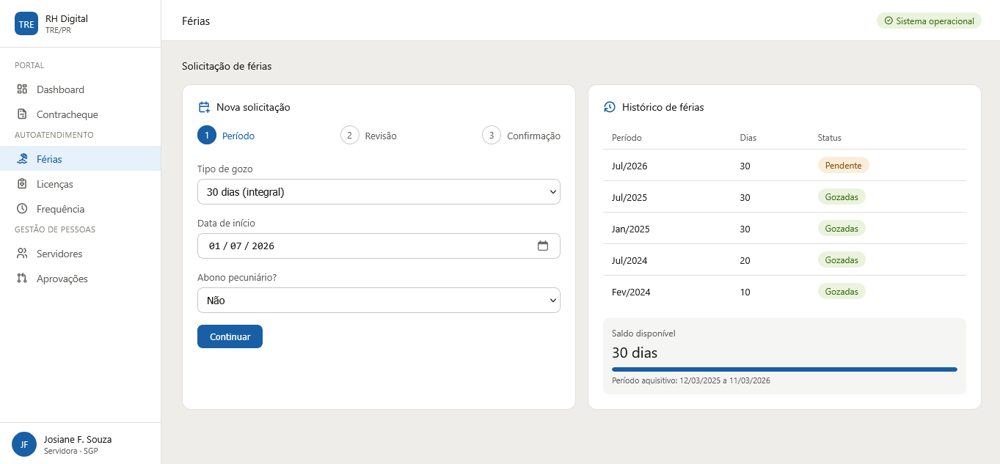 TRE
RH Digital
TRE/PR
PORTAL
Dashboard
Contracheque
AUTOATENDIMENTO
Férias
Licenças
Frequência
GESTÃO DE PESSOAS
Servidores
Aprovações
JF
Josiane F. Souza
Servidora · SGP
Férias
Sistema operacional
Solicitação de férias
Nova solicitação
1 Período
2 Revisão
3 Confirmação
Tipo de gozo
30 dias (integral)
Data de início
01 / 07 / 2026
Abono pecuniário?
Não
Continuar
Histórico de férias
Período Dias Status
Jul/2026 30 Pendente
Jul/2025 30 Gozadas
Jan/2025 30 Gozadas
Jul/2024 20 Gozadas
Fev/2024 10 Gozadas
Saldo disponível
30 dias
Período aquisitivo: 12/03/2025 a 11/03/2026